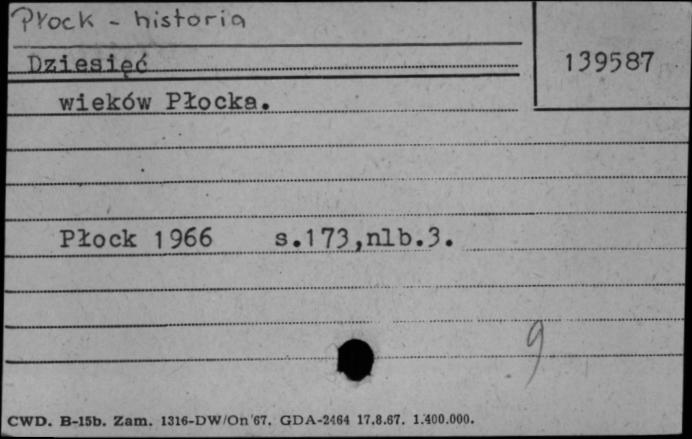 Płock - historia
139587
Dziesięć
wieków Płocka.
Płock 1966 s.173,nlb.3.
9
CWD. B-15b. Zam. 1316-DW/On'67. GDA-2464 17.8.67. 1.400.000.